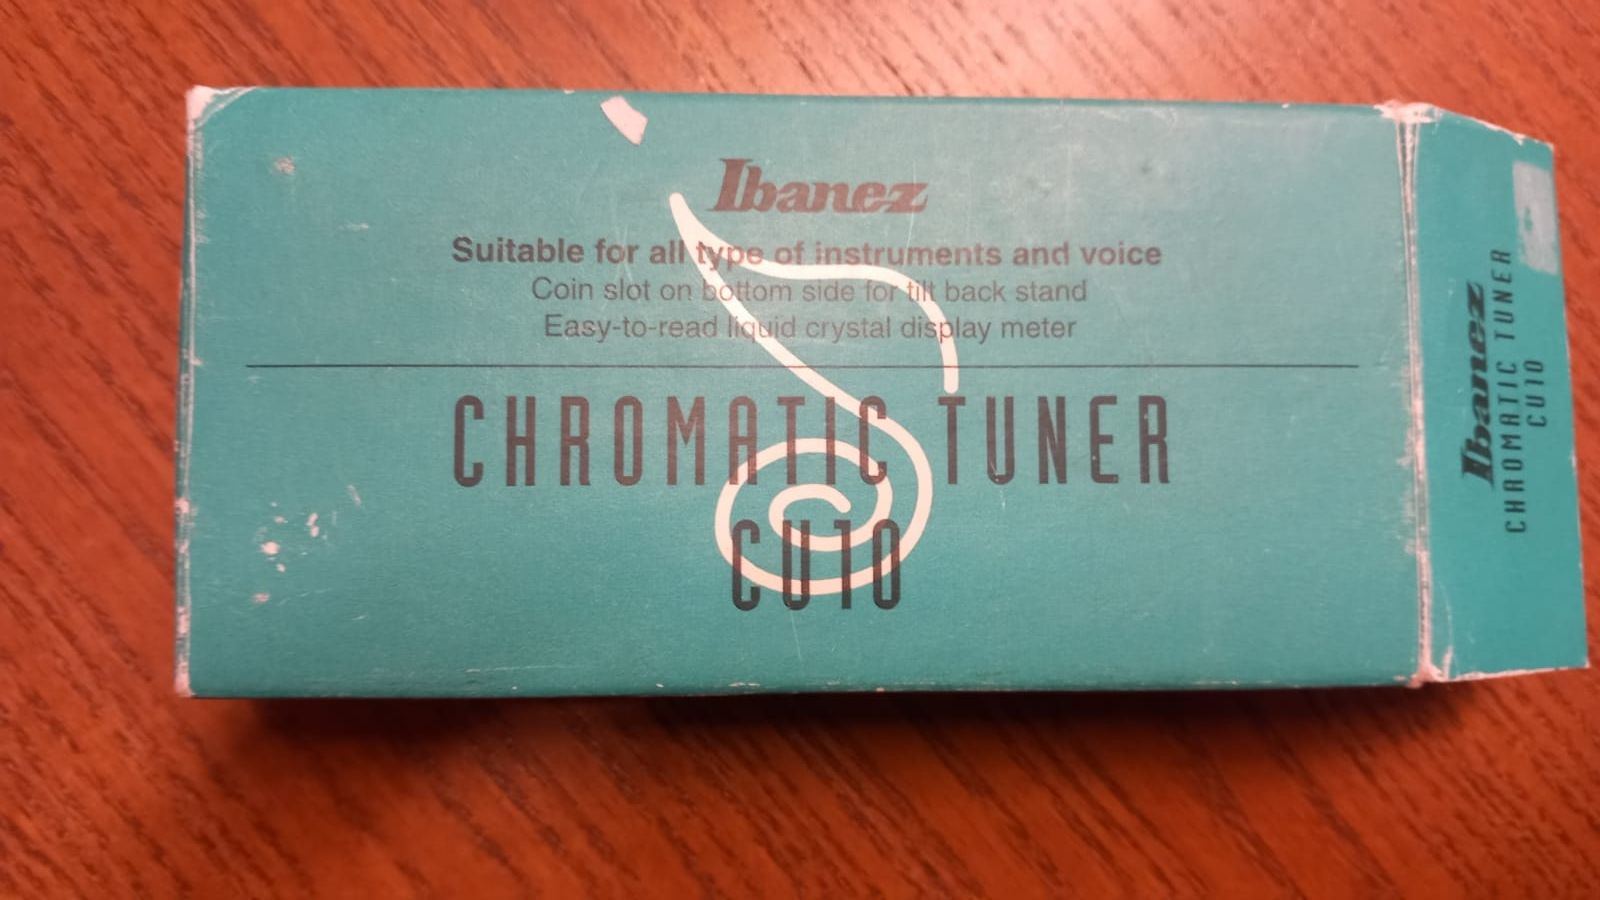 Ibanez
Suitable for all type of instruments and voice
Coin slot on bottom side for tilt back stand
Easy-to-read liquid crystal display meter
CHROMATIC TUNER
CU10
Ibanez
CHROMATIC TUNER
CU10